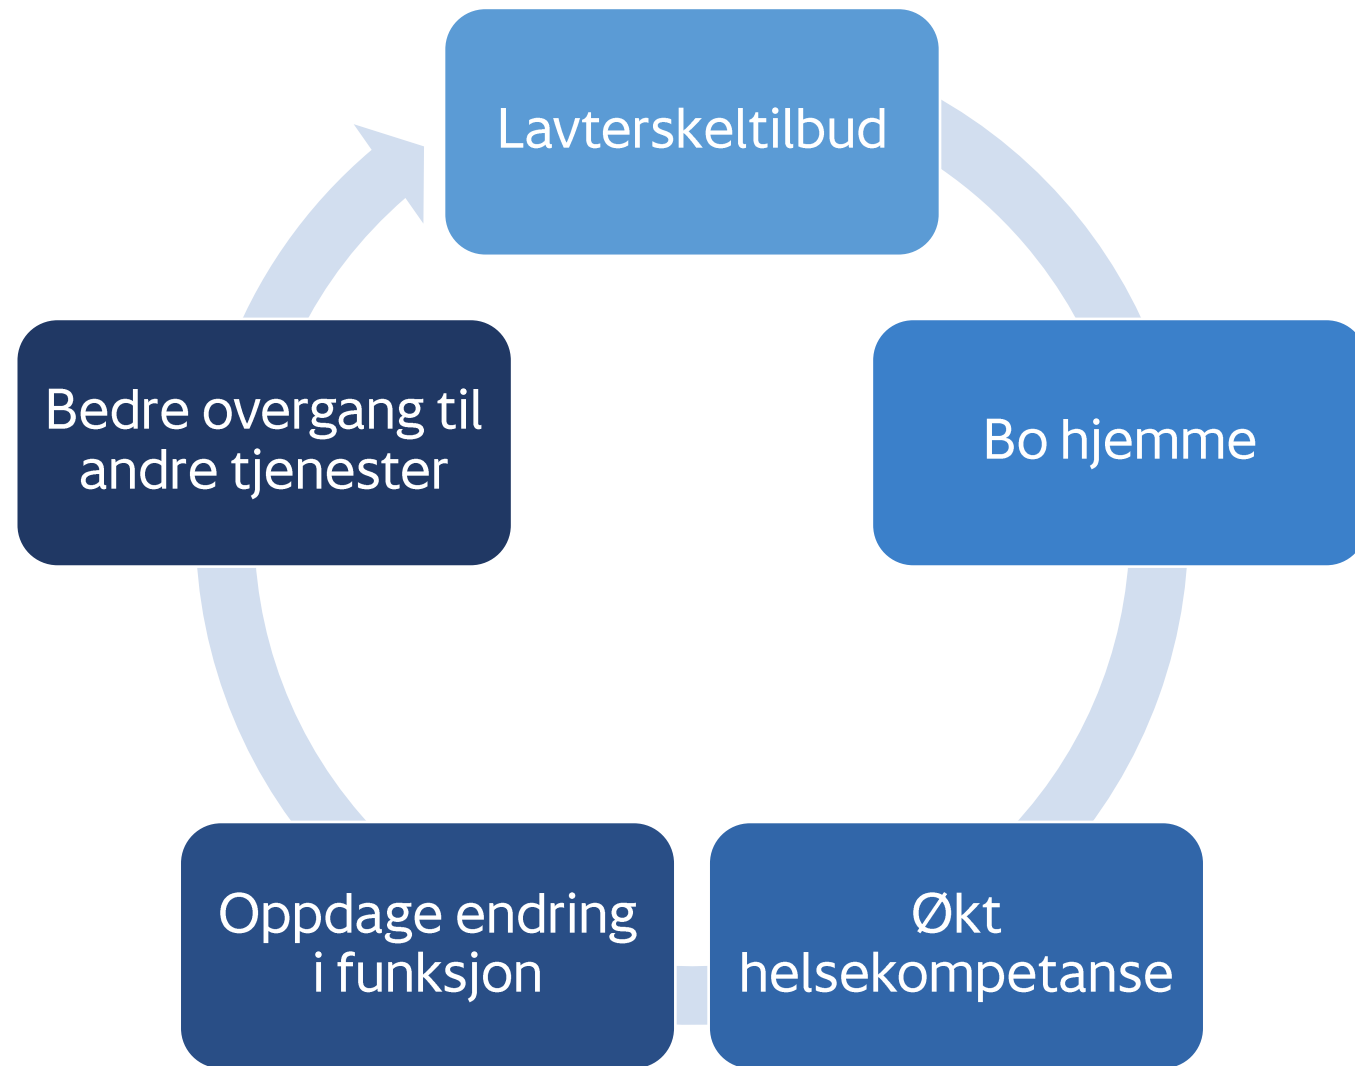 Lavterskeltilbud
Bo hjemme
Økt
helsekompetanse
Oppdage endring
i funksjon
Bedre overgang til
andre tjenester